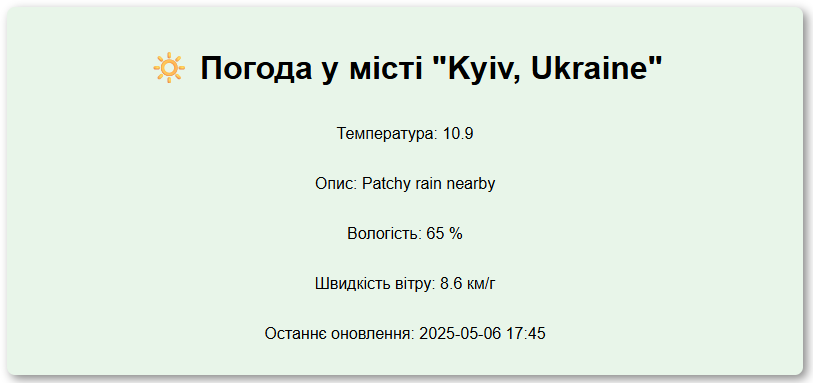 🔆 Погода у місті "Kyiv, Ukraine"
Температура: 10.9
Опис: Patchy rain nearby
Вологість: 65 %
Швидкість вітру: 8.6 км/г
Останнє оновлення: 2025-05-06 17:45